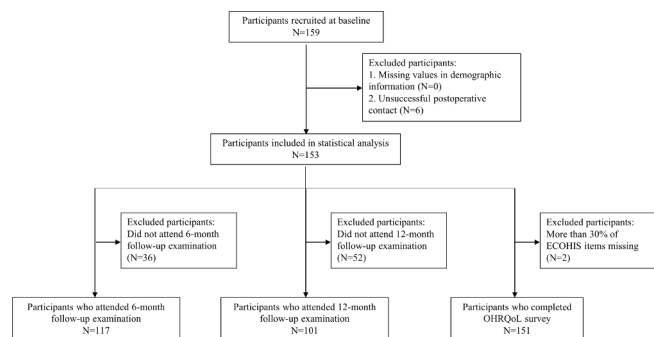 Participants recruited at baseline
N=159
Excluded participants:
1. Missing values in demographic
information (N=0)
2. Unsuccessful postoperative
contact (N=6)
Participants included in statistical analysis
N=153
Excluded participants:
Did not attend 6-month
follow-up examination
(N=36)
Excluded participants:
Did not attend 12-month
follow-up examination
(N=52)
Excluded participants:
More than 30% of
ECOHIS items missing
(N=2)
Participants who attended 6-month
follow-up examination
N=117
Participants who attended 12-month
follow-up examination
N=101
Participants who completed
OHRQoL survey
N=151